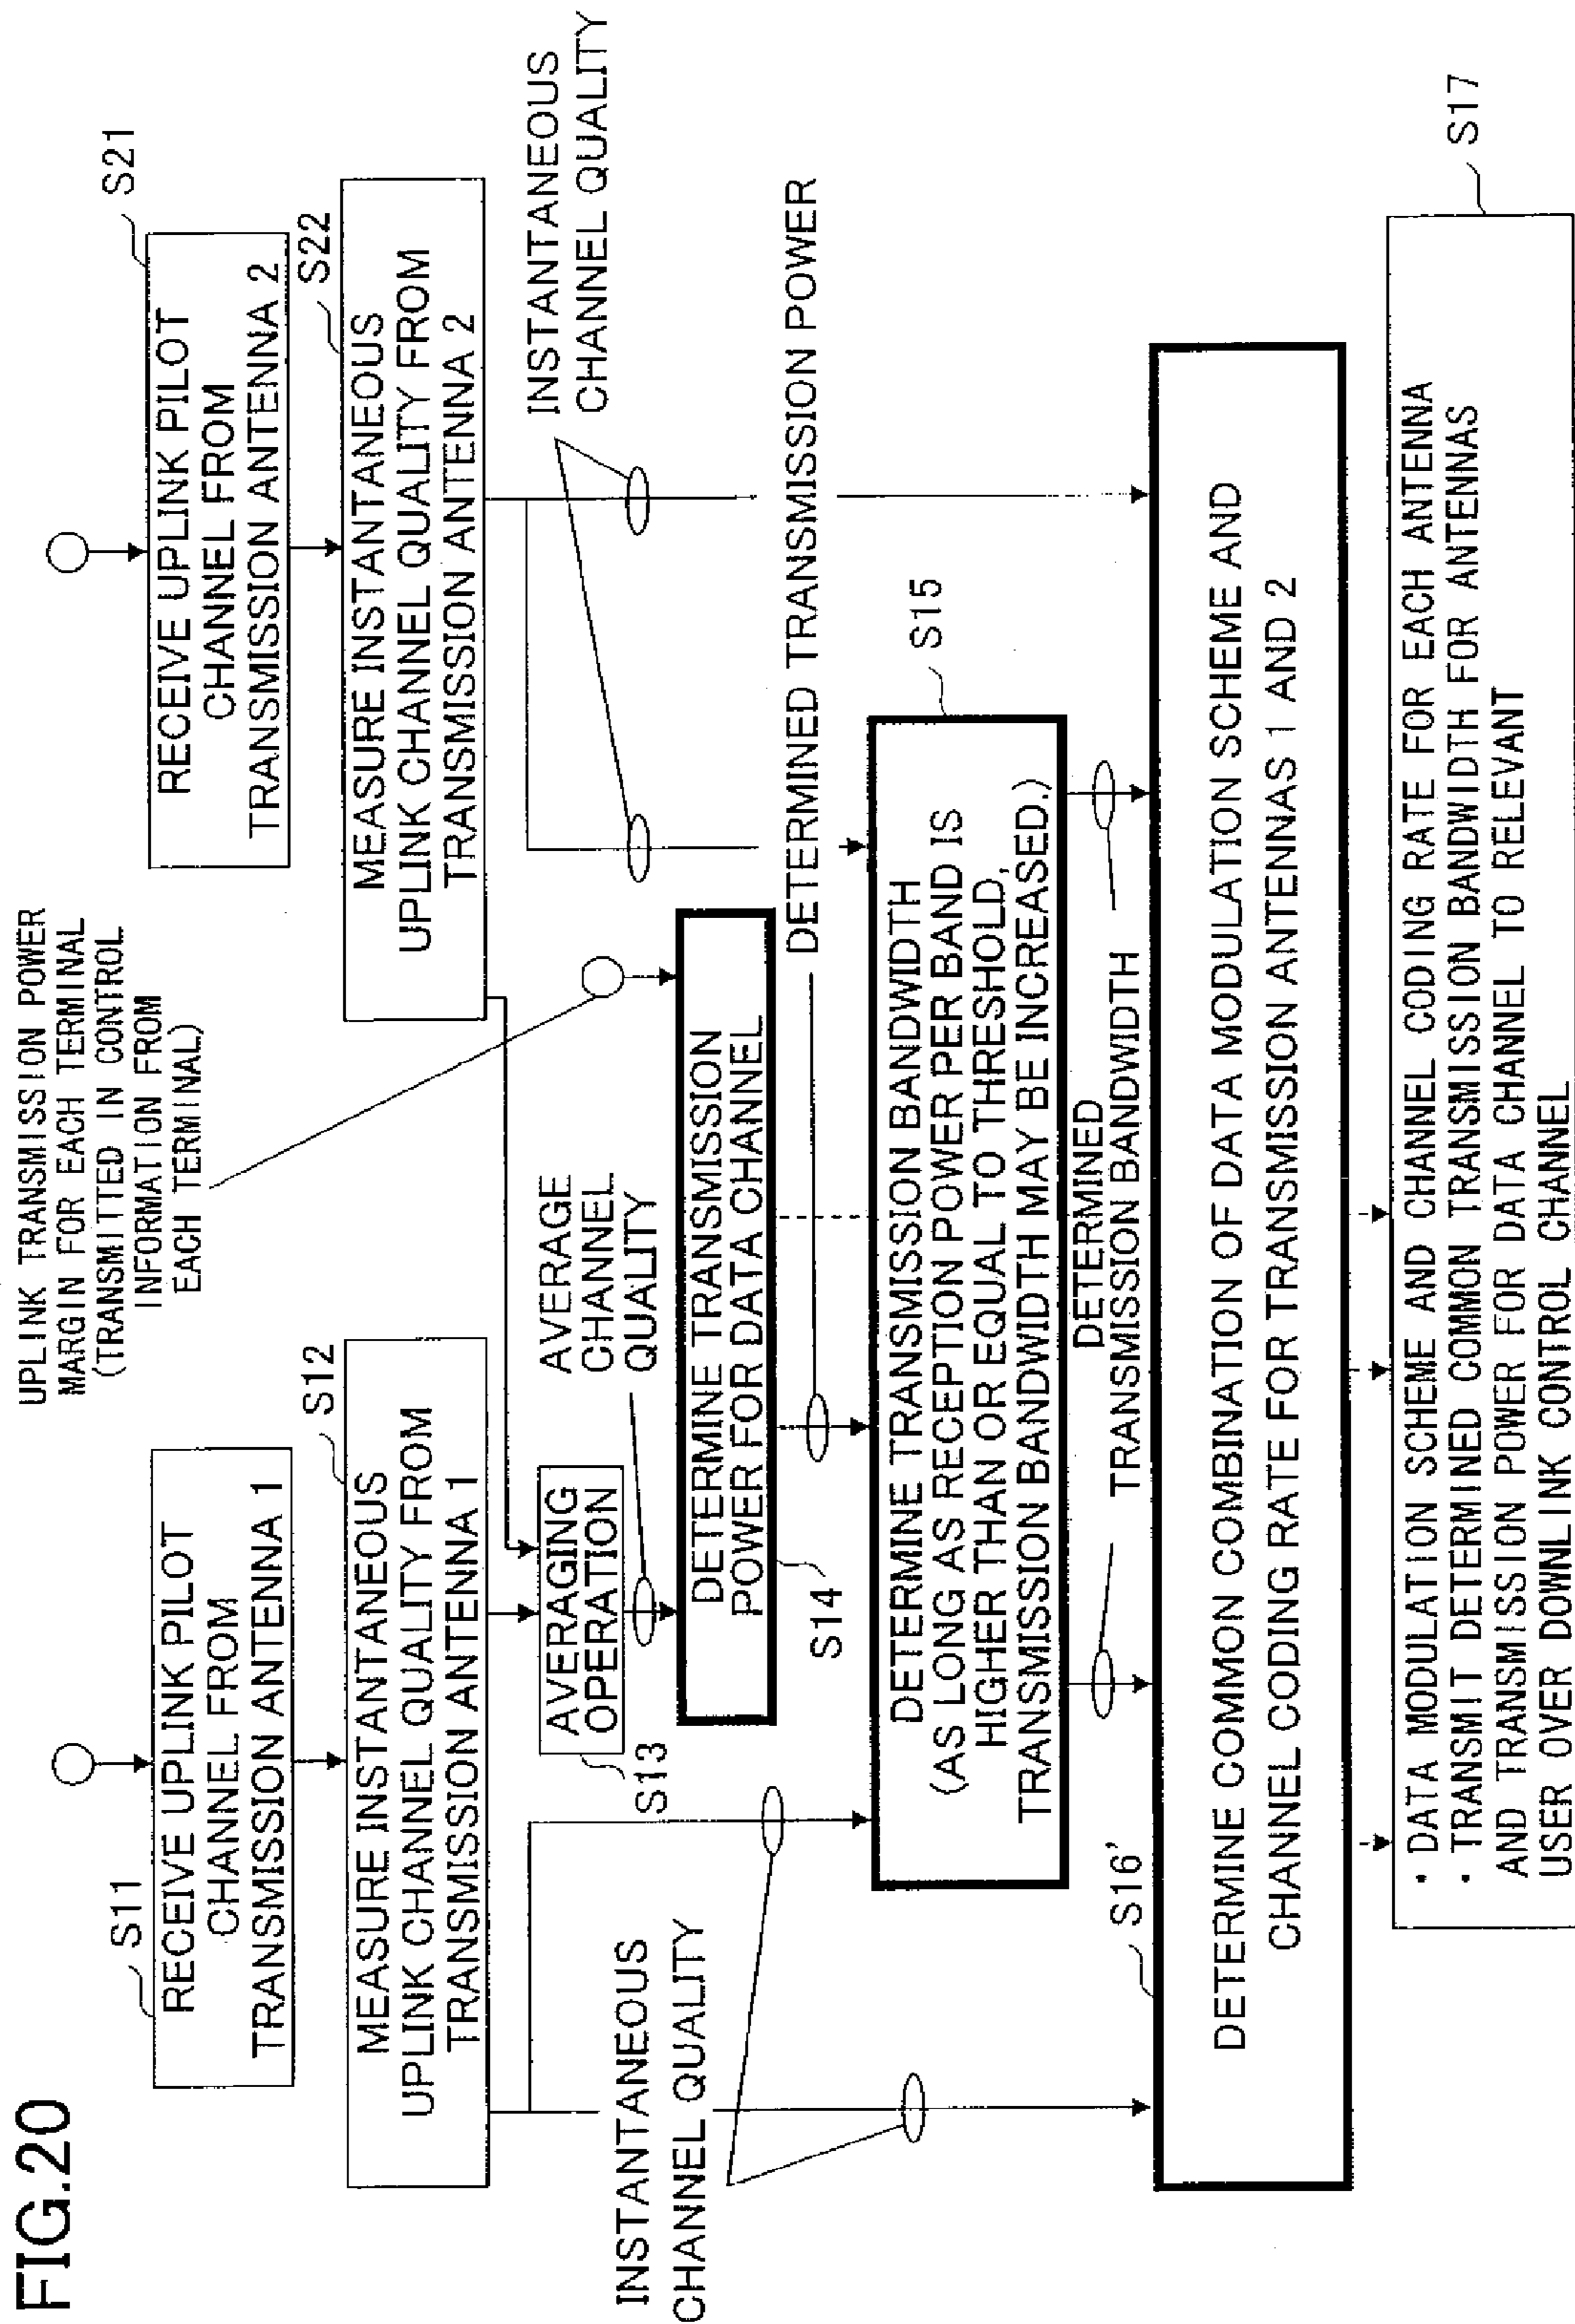 FIG.20
UPLINK TRANSMISSION POWER
MARGIN FOR EACH TERMINAL
(TRANSMITTED IN CONTROL
INFORMATION FROM
EACH TERMINAL)
S11
RECEIVE UPLINK PILOT
CHANNEL FROM
TRANSMISSION ANTENNA 1
S21
RECEIVE UPLINK PILOT
CHANNEL FROM
TRANSMISSION ANTENNA 2
S12
MEASURE INSTANTANEOUS
UPLINK CHANNEL QUALITY FROM
TRANSMISSION ANTENNA 1
S22
MEASURE INSTANTANEOUS
UPLINK CHANNEL QUALITY FROM
TRANSMISSION ANTENNA 2
AVERAGING
OPERATION
S13
AVERAGE
CHANNEL
QUALITY
INSTANTANEOUS
CHANNEL QUALITY
INSTANTANEOUS
CHANNEL QUALITY
DETERMINE TRANSMISSION
POWER FOR DATA CHANNEL
S14
DETERMINED TRANSMISSION POWER
S15
DETERMINE TRANSMISSION BANDWIDTH
(AS LONG AS RECEPTION POWER PER BAND IS
HIGHER THAN OR EQUAL TO THRESHOLD,
TRANSMISSION BANDWIDTH MAY BE INCREASED.)
DETERMINED
TRANSMISSION BANDWIDTH
S16'
DETERMINE COMMON COMBINATION OF DATA MODULATION SCHEME AND
CHANNEL CODING RATE FOR TRANSMISSION ANTENNAS 1 AND 2
S17
・DATA MODULATION SCHEME AND CHANNEL CODING RATE FOR EACH ANTENNA
・TRANSMIT DETERMINED COMMON TRANSMISSION BANDWIDTH FOR ANTENNAS
AND TRANSMISSION POWER FOR DATA CHANNEL TO RELEVANT
USER OVER DOWNLINK CONTROL CHANNEL